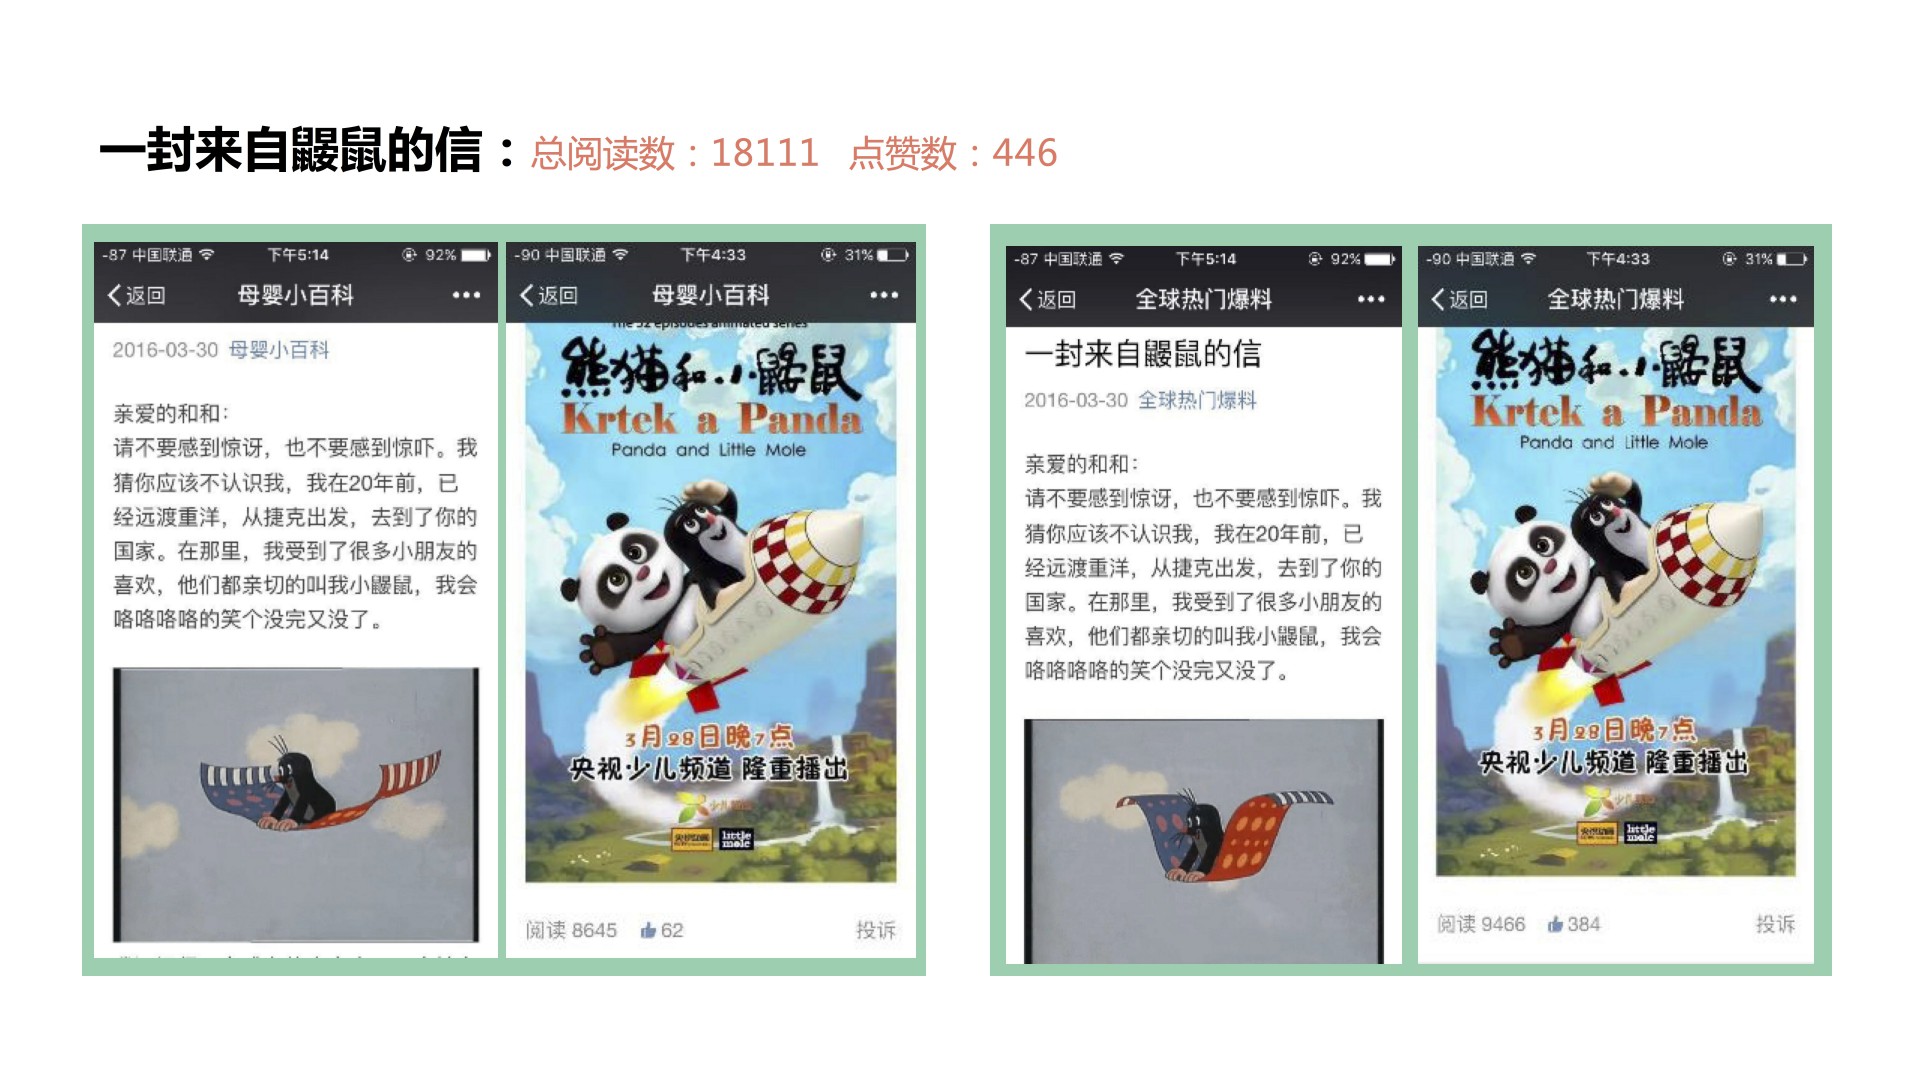 一封来自鼹鼠的信：总阅读数：18111 点赞数：446
-87 中国联通 下午5:14 92%
返回 母婴小百科 •••
2016-03-30 母婴小百科
亲爱的和和：
请不要感到惊讶，也不要感到惊吓。我
猜你应该不认识我，我在20年前，已
经远渡重洋，从捷克出发，去到了你的
国家。在那里，我受到了很多小朋友的
喜欢，他们都亲切的叫我小鼹鼠，我会
咯咯咯咯的笑个没完又没了。
-90 中国联通 下午4:33 31%
返回 母婴小百科 •••
The 52 episodes animated series
熊猫和小鼹鼠
Krtek a Panda
Panda and Little Mole
3月28日晚7点
央视少儿频道 隆重播出
little mole
阅读 8645 62 投诉
-87 中国联通 下午5:14 92%
返回 全球热门爆料 •••
一封来自鼹鼠的信
2016-03-30 全球热门爆料
亲爱的和和：
请不要感到惊讶，也不要感到惊吓。我
猜你应该不认识我，我在20年前，已
经远渡重洋，从捷克出发，去到了你的
国家。在那里，我受到了很多小朋友的
喜欢，他们都亲切的叫我小鼹鼠，我会
咯咯咯咯的笑个没完又没了。
-90 中国联通 下午4:33 31%
返回 全球热门爆料 •••
熊猫和小鼹鼠
Krtek a Panda
Panda and Little Mole
3月28日晚7点
央视少儿频道 隆重播出
little mole
阅读 9466 384 投诉